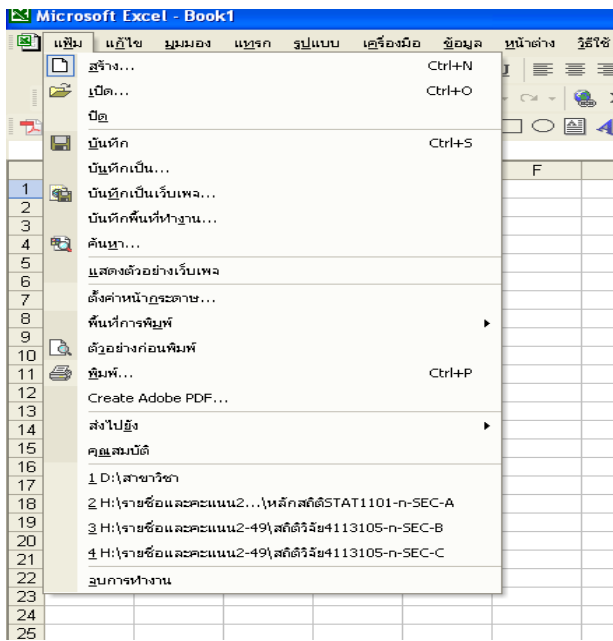 Microsoft Excel - Book1
แฟ้ม แก้ไข มุมมอง แทรก รูปแบบ เครื่องมือ ข้อมูล หน้าต่าง วิธีใช้
สร้าง... Ctrl+N
เปิด... Ctrl+O
ปิด
บันทึก Ctrl+S
บันทึกเป็น...
บันทึกเป็นเว็บเพจ...
บันทึกพื้นที่ทำงาน...
ค้นหา...
แสดงตัวอย่างเว็บเพจ
ตั้งค่าหน้ากระดาษ...
พื้นที่การพิมพ์
ตัวอย่างก่อนพิมพ์
พิมพ์... Ctrl+P
Create Adobe PDF...
ส่งไปยัง
คุณสมบัติ
1 D:\สาขาวิชา
2 H:\รายชื่อและคะแนน2...\หลักสถิติSTAT1101-ก-SEC-A
3 H:\รายชื่อและคะแนน2-49\สถิติวิจัย4113105-ก-SEC-B
4 H:\รายชื่อและคะแนน2-49\สถิติวิจัย4113105-ก-SEC-C
จบการทำงาน
F
1
2
3
4
5
6
7
8
9
10
11
12
13
14
15
16
17
18
19
20
21
22
23
24
25